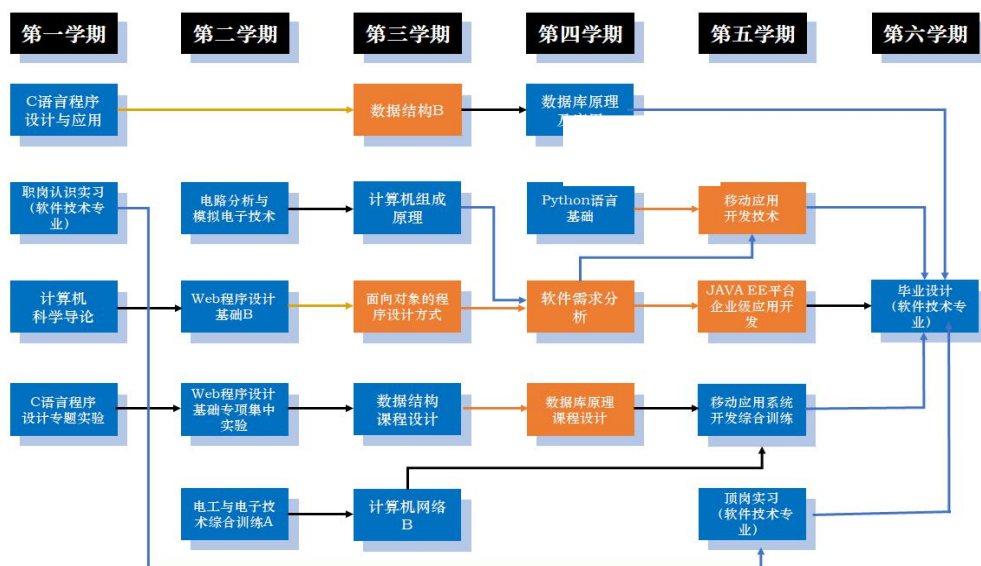 第一学期
第二学期
第三学期
第四学期
第五学期
第六学期
C语言程序
设计与应用
数据结构B
数据库原理
职岗认识实习
（软件技术专
业）
电路分析与
模拟电子技术
计算机组成
原理
Python语言
基础
移动应用
开发技术
计算机
科学导论
Web程序设计
基础B
面向对象的程
序设计方式
软件需求分
析
JAVA EE平台
企业级应用开
发
毕业设计
（软件技术专
业）
C语言程序
设计专题实验
Web程序设计
基础专项集中
实验
数据结构
课程设计
数据库原理
课程设计
移动应用系统
开发综合训练
电工与电子技
术综合训练A
计算机网络
B
顶岗实习
（软件技术专
业）